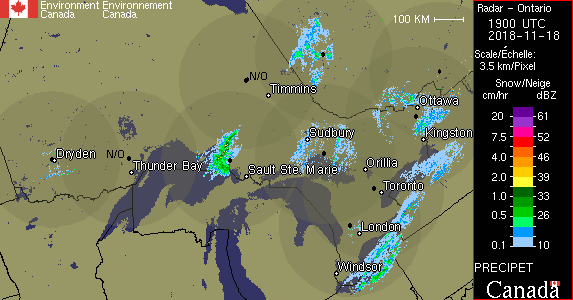 Environment Environnement
Canada Canada
100 KM
N/O
Timmins
Ottawa
Sudbury
Kingston
Dryden
N/O
Thunder Bay
Sault Ste. Marie
Orillia
Toronto
London
Windsor
Radar - Ontario
1900 UTC
2018-11-18
Scale/Échelle:
3.5 km/Pixel
Snow/Neige
cm/hr dBZ
20 61
7.5 52
4.0 46
2.0 39
1.0 33
0.5 26
0.1 10
PRECIPET
Canada